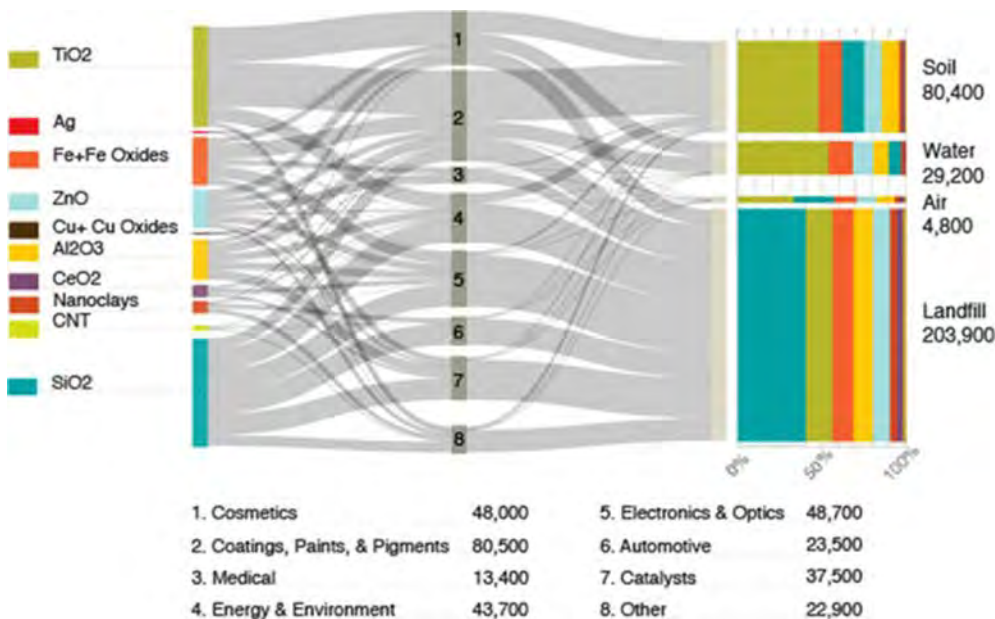 TiO2
Ag
Fe+Fe Oxides
ZnO
Cu+ Cu Oxides
Al2O3
CeO2
Nanoclays
CNT
SiO2
1
2
3
4
5
6
7
8
Soil
80,400
Water
29,200
Air
4,800
Landfill
203,900
0%
50%
100%
1. Cosmetics 48,000
2. Coatings, Paints, & Pigments 80,500
3. Medical 13,400
4. Energy & Environment 43,700
5. Electronics & Optics 48,700
6. Automotive 23,500
7. Catalysts 37,500
8. Other 22,900